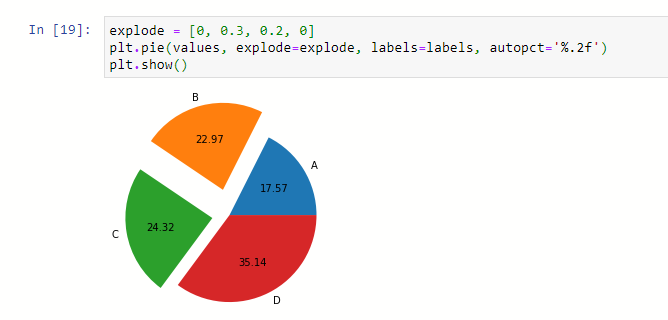 In [19]: explode = [0, 0.3, 0.2, 0]
plt.pie(values, explode=explode, labels=labels, autopct='%.2f')
plt.show()
B
22.97
A
17.57
24.32
C
35.14
D